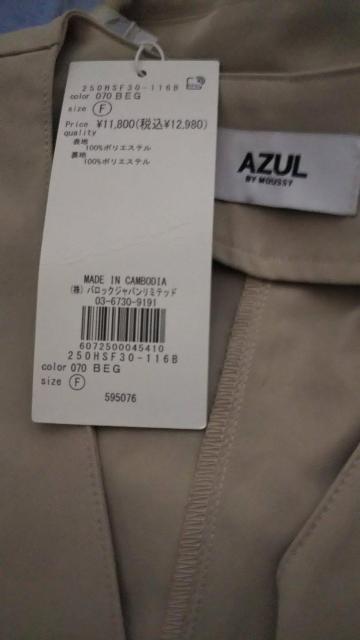 250HSF30-116B
color 070 BEG
size F
Price ¥11,800(税込¥12,980)
quality
表地
100%ポリエステル
裏地
100%ポリエステル
MADE IN CAMBODIA
(株) バロックジャパンリミテッド
03-6730-9191
6072500045410
250HSF30-116B
color 070 BEG
size F
595076
AZUL
BY MOUSSY